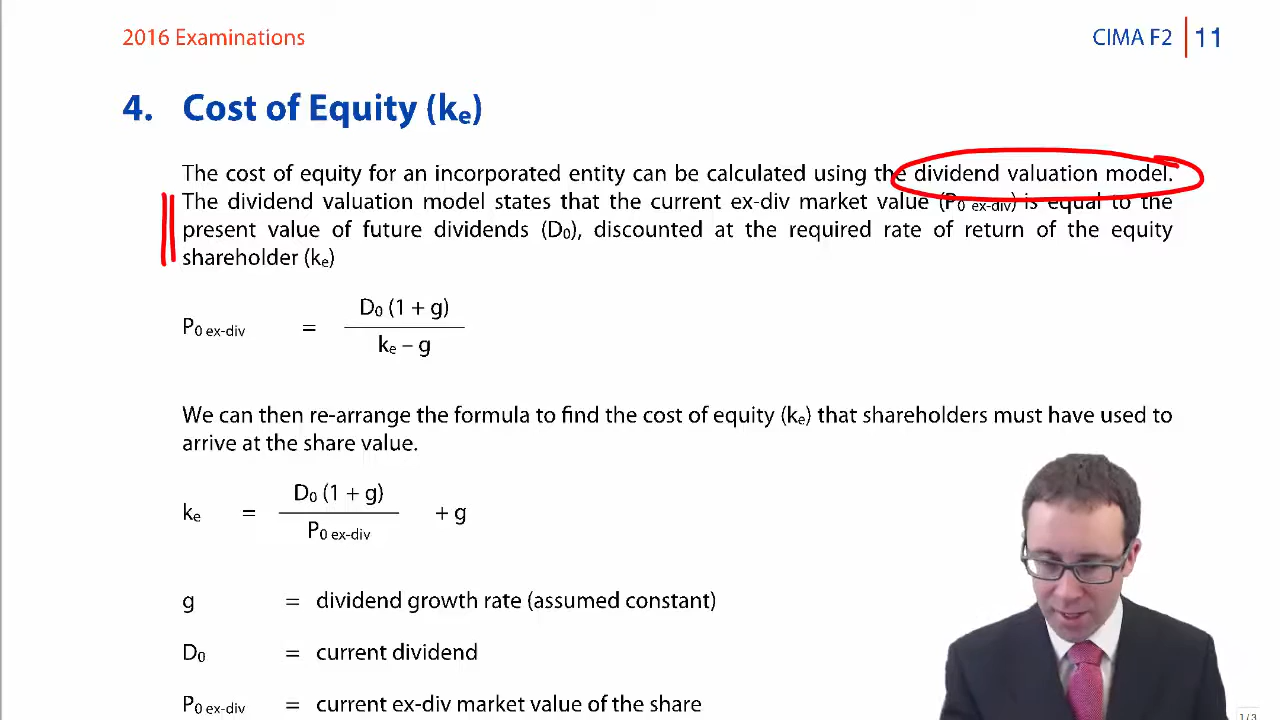 2016 Examinations
CIMA F2 | 11
4. Cost of Equity (ke)
The cost of equity for an incorporated entity can be calculated using the dividend valuation model.
The dividend valuation model states that the current ex-div market value (P0 ex-div) is equal to the
present value of future dividends (D0), discounted at the required rate of return of the equity
shareholder (ke)
D0 (1 + g)
P0 ex-div =
ke – g
We can then re-arrange the formula to find the cost of equity (ke) that shareholders must have used to
arrive at the share value.
D0 (1 + g)
ke = + g
P0 ex-div
g = dividend growth rate (assumed constant)
D0 = current dividend
P0 ex-div = current ex-div market value of the share
1/3